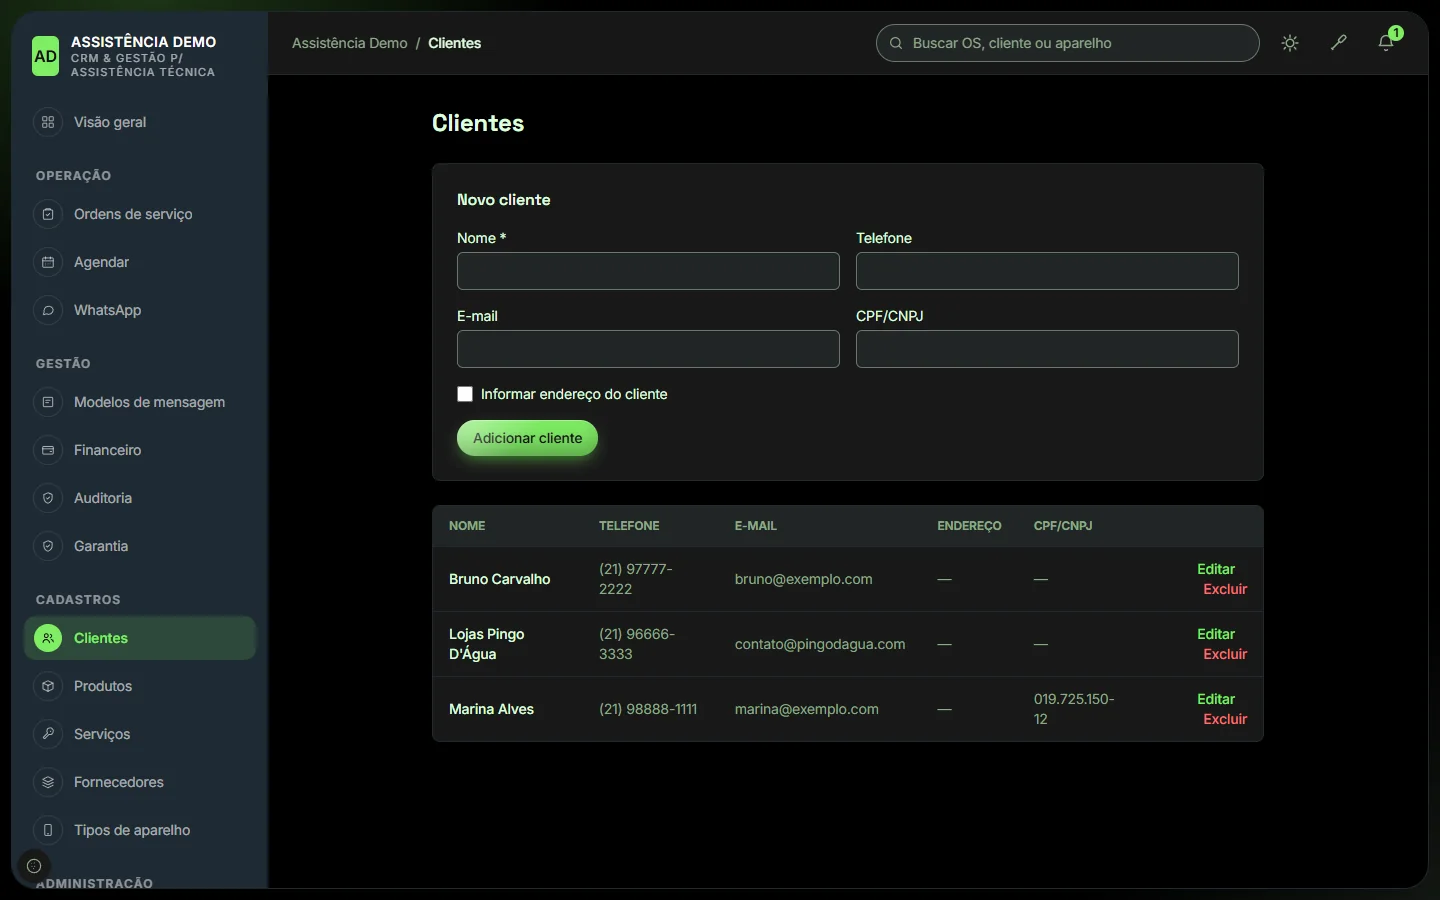 AD
ASSISTÊNCIA DEMO
CRM & GESTÃO P/
ASSISTÊNCIA TÉCNICA
Visão geral
OPERAÇÃO
Ordens de serviço
Agendar
WhatsApp
GESTÃO
Modelos de mensagem
Financeiro
Auditoria
Garantia
CADASTROS
Clientes
Produtos
Serviços
Fornecedores
Tipos de aparelho
ADMINISTRAÇÃO
Assistência Demo / Clientes
Buscar OS, cliente ou aparelho
1
Clientes
Novo cliente
Nome * Telefone
E-mail CPF/CNPJ
Informar endereço do cliente
Adicionar cliente
NOME TELEFONE E-MAIL ENDEREÇO CPF/CNPJ
Bruno Carvalho (21) 97777-
2222 bruno@exemplo.com — — Editar
Excluir
Lojas Pingo
D'Água (21) 96666-
3333 contato@pingodagua.com — — Editar
Excluir
Marina Alves (21) 98888-1111 marina@exemplo.com — 019.725.150-
12 Editar
Excluir